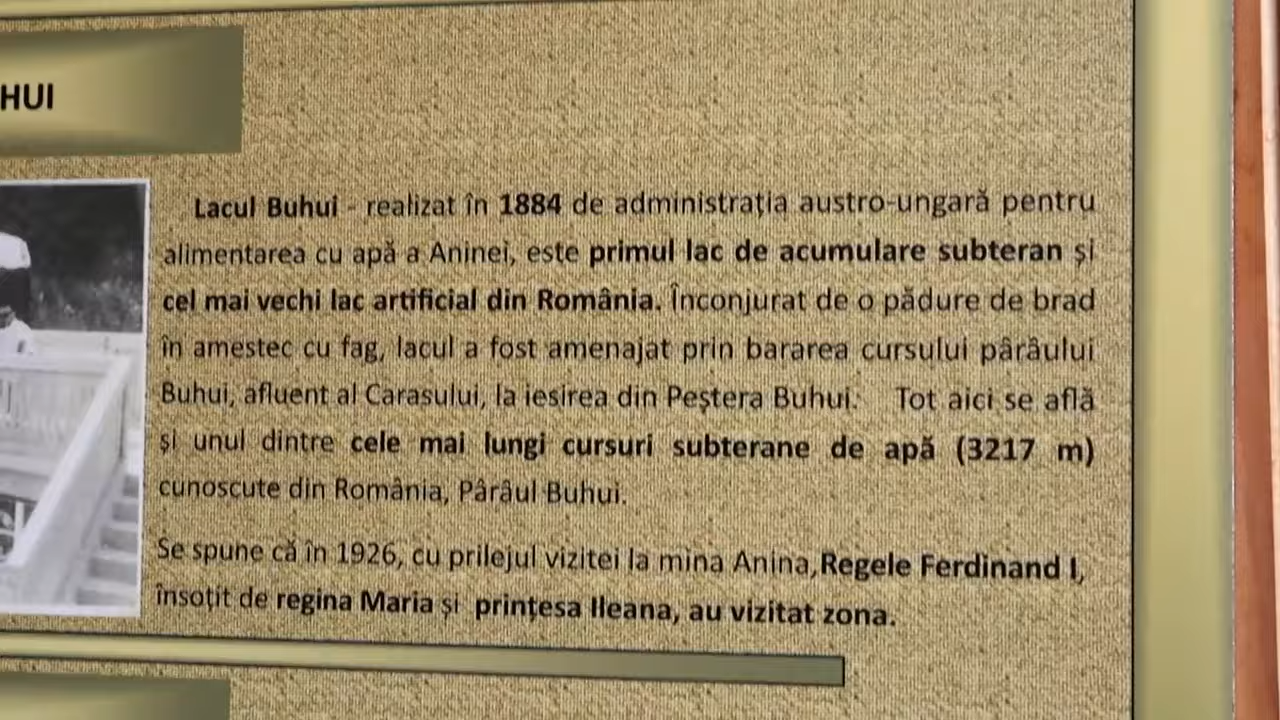 HUI
Lacul Buhui - realizat în 1884 de administrația austro-ungară pentru
alimentarea cu apă a Aninei, este primul lac de acumulare subteran și
cel mai vechi lac artificial din România. Înconjurat de o pădure de brad
în amestec cu fag, lacul a fost amenajat prin bararea cursului pârâului
Buhui, afluent al Carasului, la iesirea din Peștera Buhui. Tot aici se află
și unul dintre cele mai lungi cursuri subterane de apă (3217 m)
cunoscute din România, Pârâul Buhui.
Se spune că în 1926, cu prilejul vizitei la mina Anina,Regele Ferdinand I,
însoțit de regina Maria și prințesa Ileana, au vizitat zona.